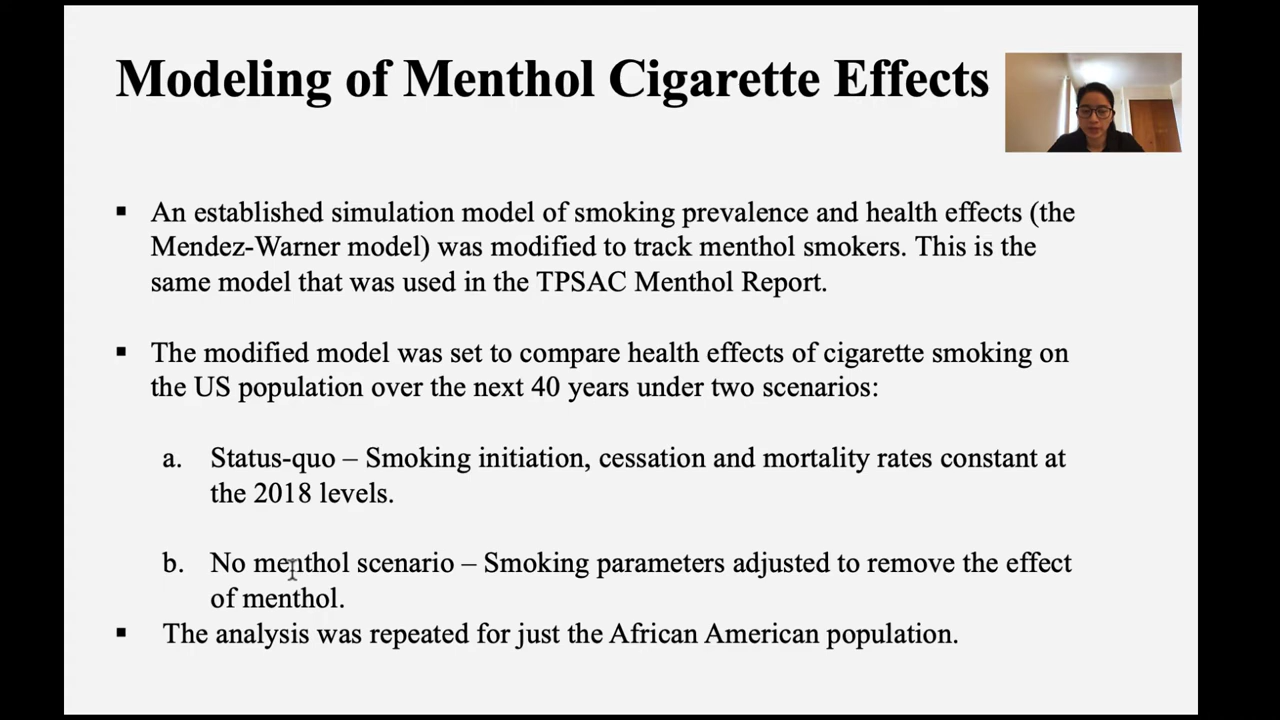 Modeling of Menthol Cigarette Effects
▪ An established simulation model of smoking prevalence and health effects (the
Mendez-Warner model) was modified to track menthol smokers. This is the
same model that was used in the TPSAC Menthol Report.
▪ The modified model was set to compare health effects of cigarette smoking on
the US population over the next 40 years under two scenarios:
a. Status-quo – Smoking initiation, cessation and mortality rates constant at
the 2018 levels.
b. No menthol scenario – Smoking parameters adjusted to remove the effect
of menthol.
▪ The analysis was repeated for just the African American population.